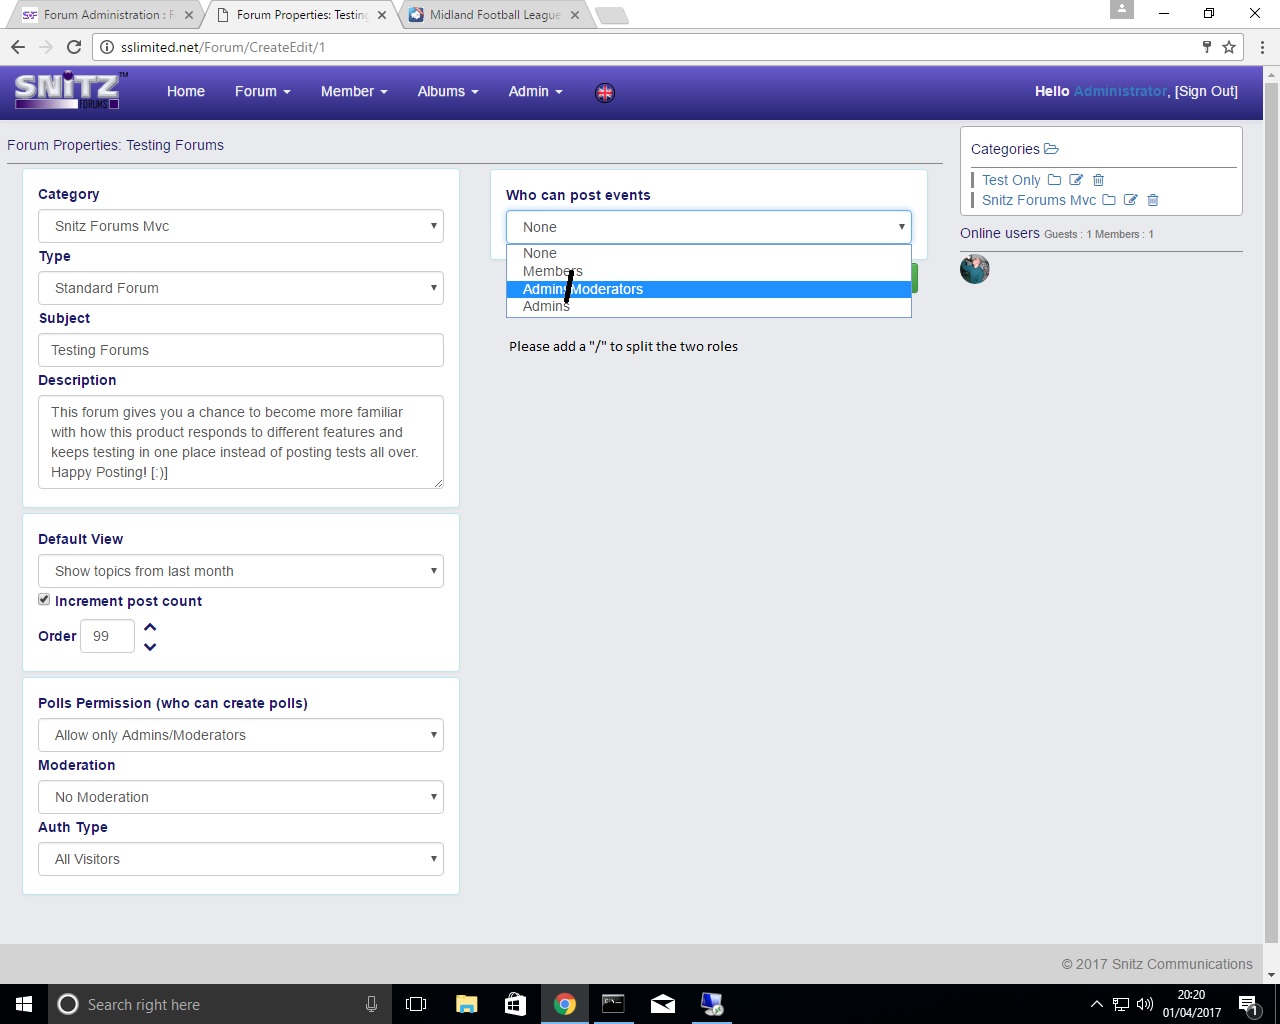 Forum Administration : F
Forum Properties: Testing
Midland Football League
sslimited.net/Forum/CreateEdit/1
SNiTZ™
FORUMS
Home Forum Member Albums Admin
Hello Administrator, [Sign Out]
Forum Properties: Testing Forums
Category
Snitz Forums Mvc
Type
Standard Forum
Subject
Testing Forums
Description
This forum gives you a chance to become more familiar
with how this product responds to different features and
keeps testing in one place instead of posting tests all over.
Happy Posting! [:)]
Default View
Show topics from last month
Increment post count
Order 99
Polls Permission (who can create polls)
Allow only Admins/Moderators
Moderation
No Moderation
Auth Type
All Visitors
Who can post events
None
None
Members
Admins/Moderators
Admins
Please add a "/" to split the two roles
Categories
Test Only
Snitz Forums Mvc
Online users Guests : 1 Members : 1
© 2017 Snitz Communications
Search right here
20:20
01/04/2017
1